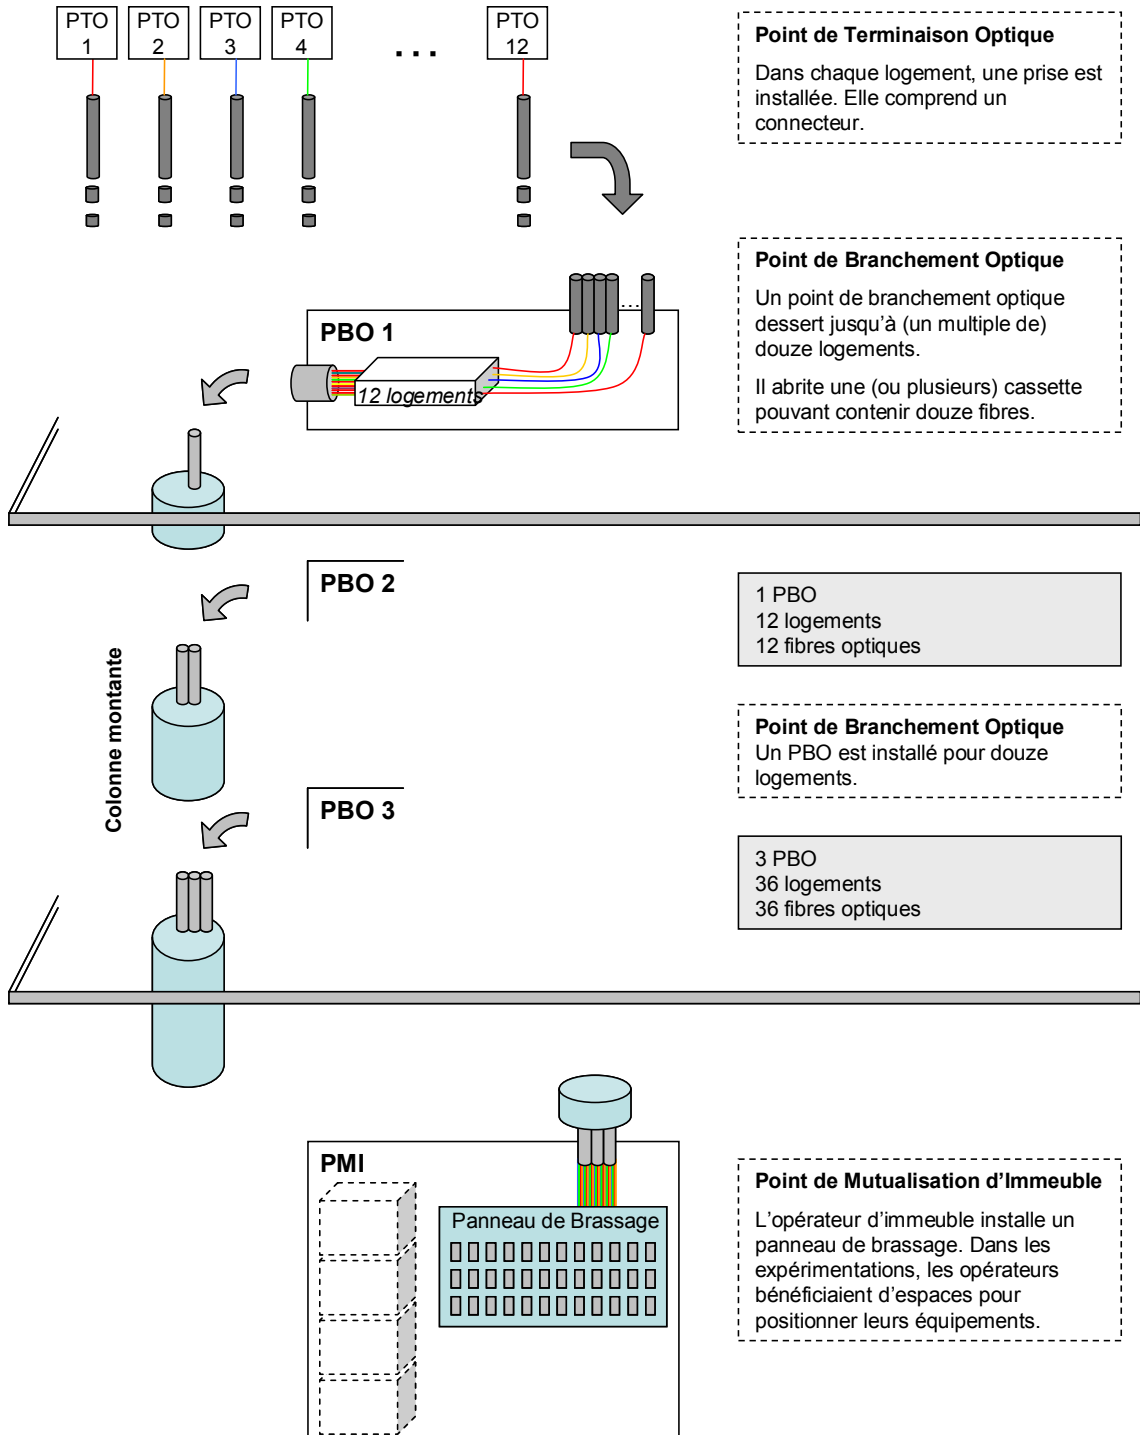 PTO
1
PTO
2
PTO
3
PTO
4
...
PTO
12
Point de Terminaison Optique
Dans chaque logement, une prise est
installée. Elle comprend un
connecteur.
PBO 1
...
12 logements
Point de Branchement Optique
Un point de branchement optique
dessert jusqu’à (un multiple de)
douze logements.
Il abrite une (ou plusieurs) cassette
pouvant contenir douze fibres.
PBO 2
1 PBO
12 logements
12 fibres optiques
Colonne montante
Point de Branchement Optique
Un PBO est installé pour douze
logements.
PBO 3
3 PBO
36 logements
36 fibres optiques
PMI
Panneau de Brassage
Point de Mutualisation d’Immeuble
L’opérateur d’immeuble installe un
panneau de brassage. Dans les
expérimentations, les opérateurs
bénéficiaient d’espaces pour
positionner leurs équipements.